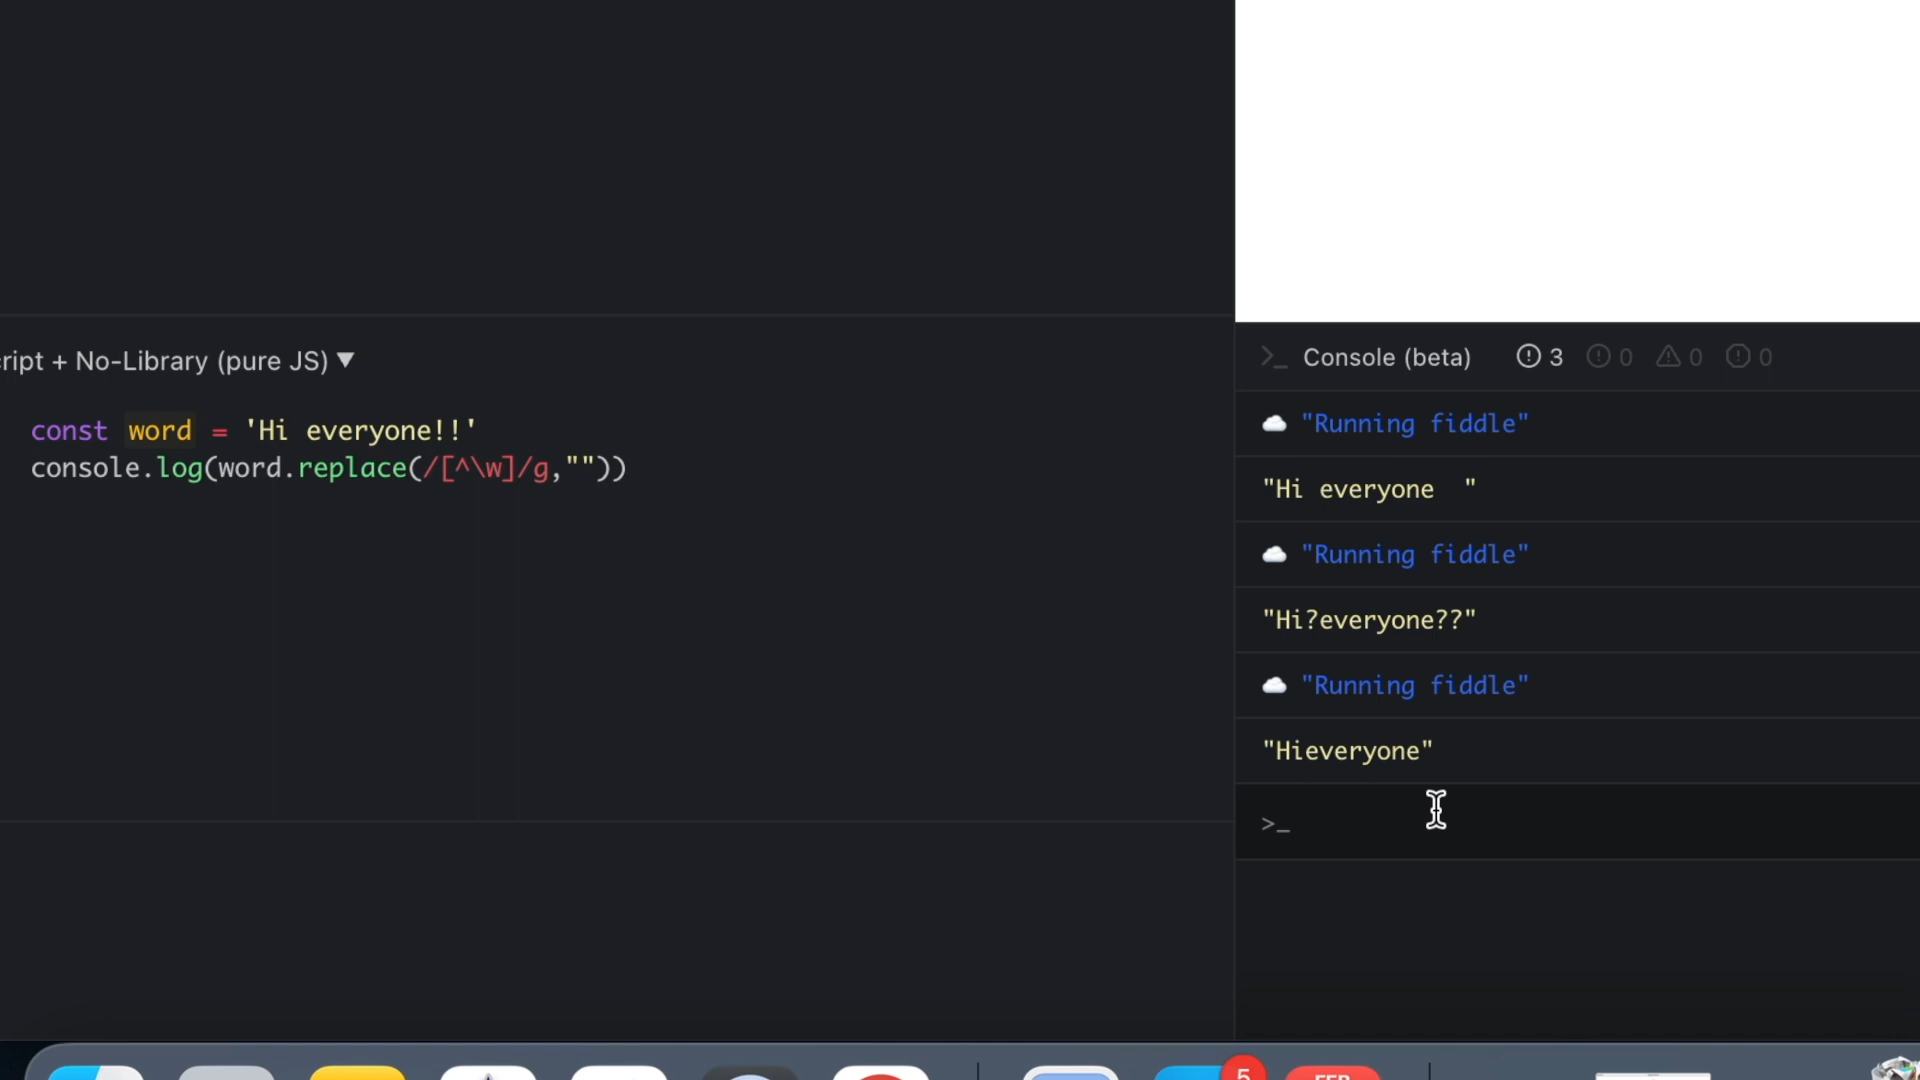 ript + No-Library (pure JS) ▼
const word = 'Hi everyone!!'
console.log(word.replace(/[^\w]/g,""))
>_ Console (beta) 3 0 0 0
"Running fiddle"
"Hi everyone  "
"Running fiddle"
"Hi?everyone??"
"Running fiddle"
"Hieveryone"
>_
5
FEB